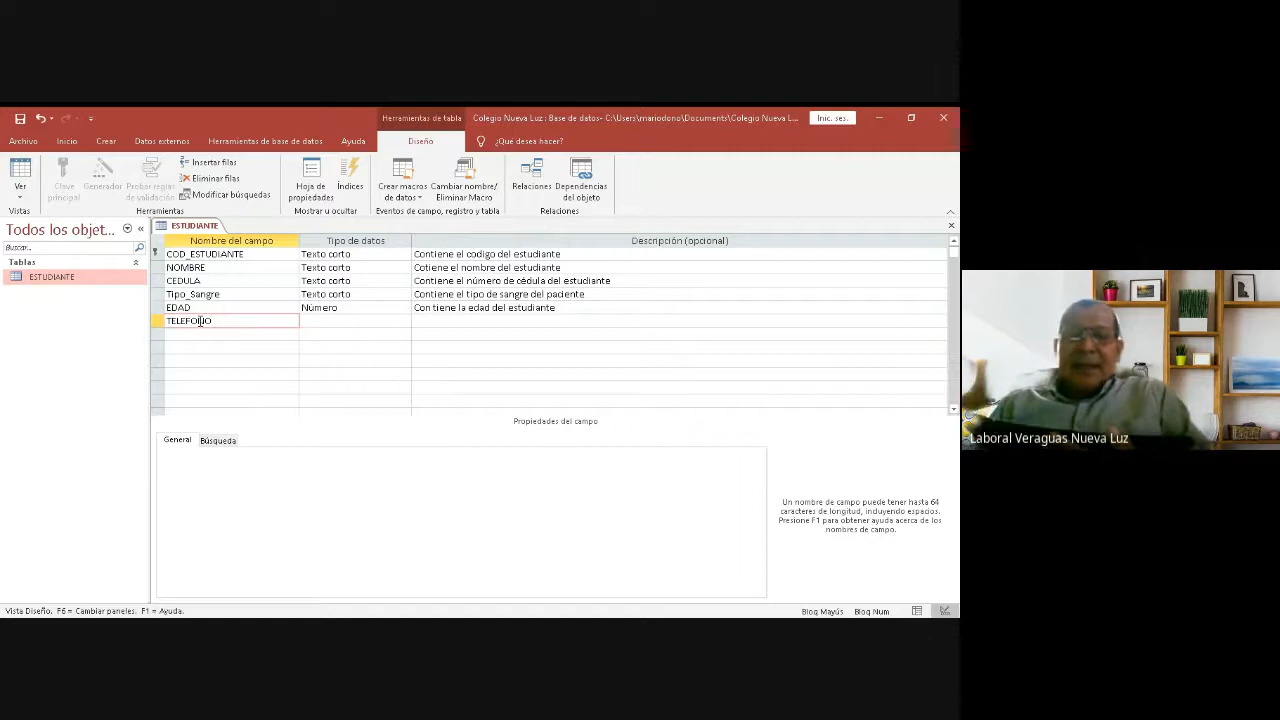 Herramientas de tabla
Colegio Nueva Luz : Base de datos- C:\Users\mariodono\Documents\Colegio Nueva L...
Inic. ses.
Archivo Inicio Crear Datos externos Herramientas de base de datos Ayuda Diseño ¿Qué desea hacer?
Ver
Clave principal
Generador
Probar reglas de validación
Insertar filas
Eliminar filas
Modificar búsquedas
Hoja de propiedades
Índices
Crear macros de datos
Cambiar nombre/ Eliminar Macro
Relaciones
Dependencias del objeto
Vistas Herramientas Mostrar u ocultar Eventos de campo, registro y tabla Relaciones
Todos los objet...
Buscar...
Tablas
ESTUDIANTE
ESTUDIANTE
Nombre del campo Tipo de datos Descripción (opcional)
COD_ESTUDIANTE Texto corto Contiene el codigo del estudiante
NOMBRE Texto corto Cotiene el nombre del estudiante
CEDULA Texto corto Contiene el número de cédula del estudiante
Tipo_Sangre Texto corto Contiene el tipo de sangre del paciente
EDAD Número Con tiene la edad del estudiante
TELEFONO
Propiedades del campo
General Búsqueda
Un nombre de campo puede tener hasta 64
caracteres de longitud, incluyendo espacios.
Presione F1 para obtener ayuda acerca de los
nombres de campo.
Vista Diseño. F6 = Cambiar paneles. F1 = Ayuda.
Bloq Mayús Bloq Num
Laboral Veraguas Nueva Luz